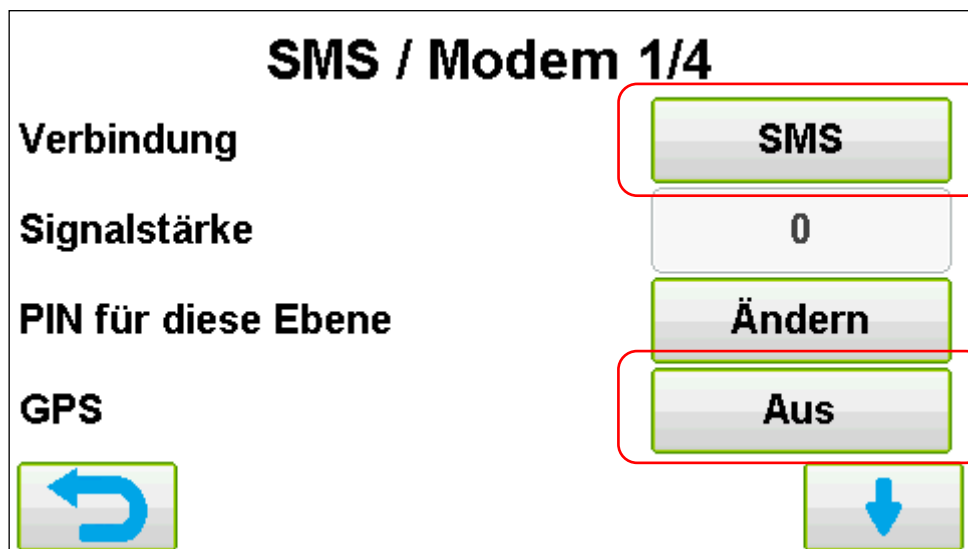 SMS / Modem 1/4
Verbindung SMS
Signalstärke 0
PIN für diese Ebene Ändern
GPS Aus